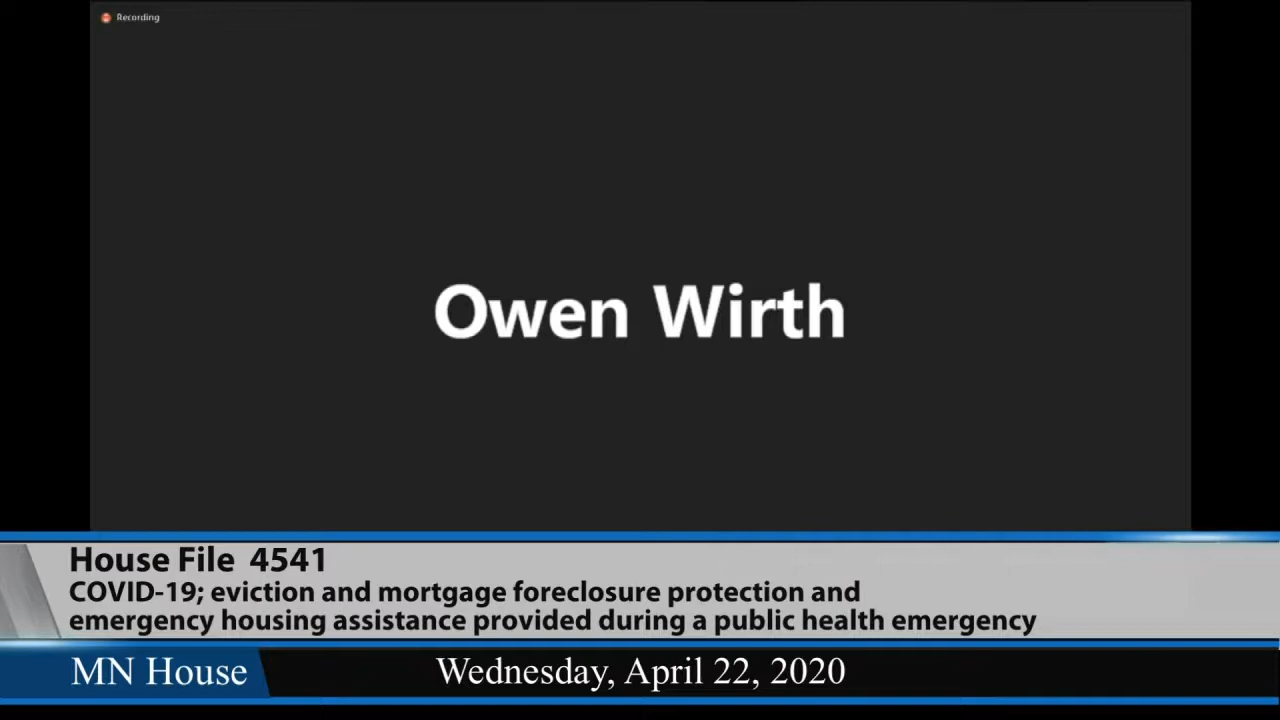 Recording
Owen Wirth
House File 4541
COVID-19; eviction and mortgage foreclosure protection and
emergency housing assistance provided during a public health emergency
MN House
Wednesday, April 22, 2020